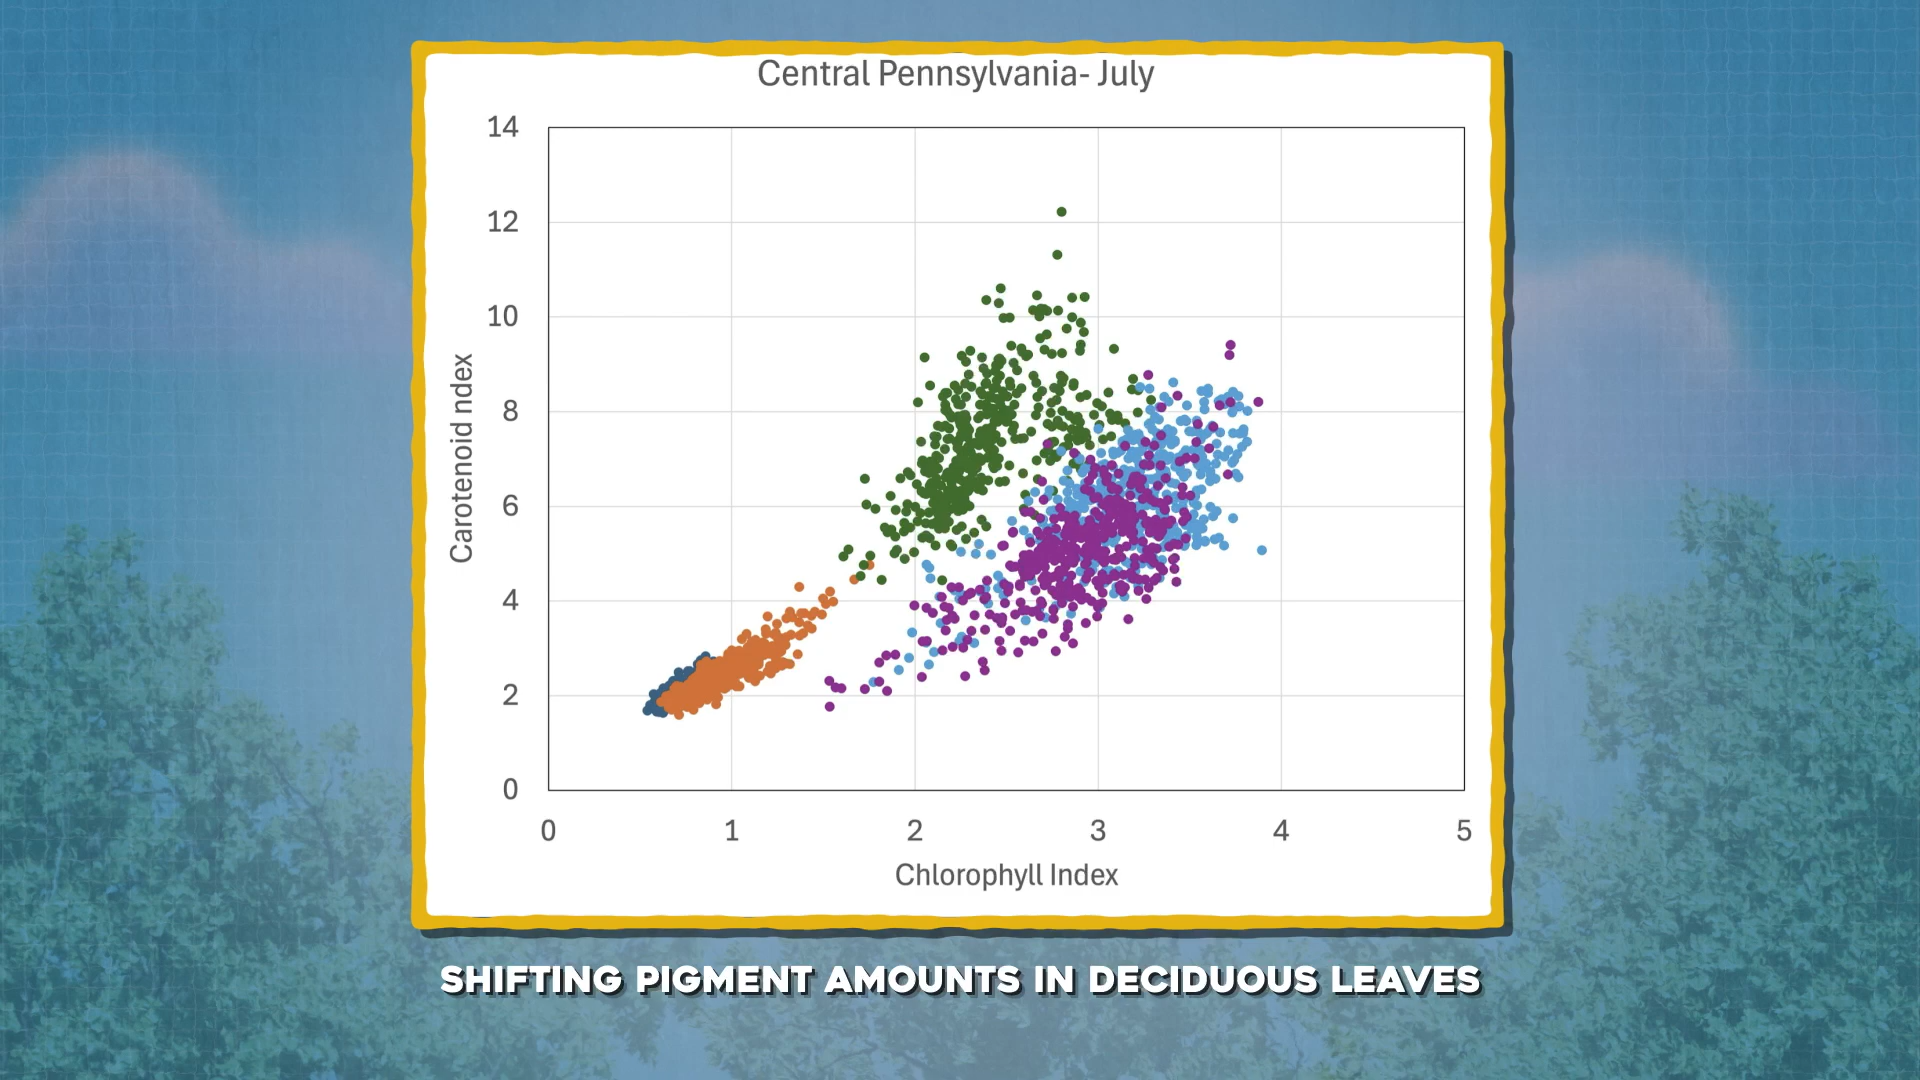 Central Pennsylvania- July
14
12
10
8
6
4
2
0
Carotenoid ndex
0 1 2 3 4 5
Chlorophyll Index
SHIFTING PIGMENT AMOUNTS IN DECIDUOUS LEAVES